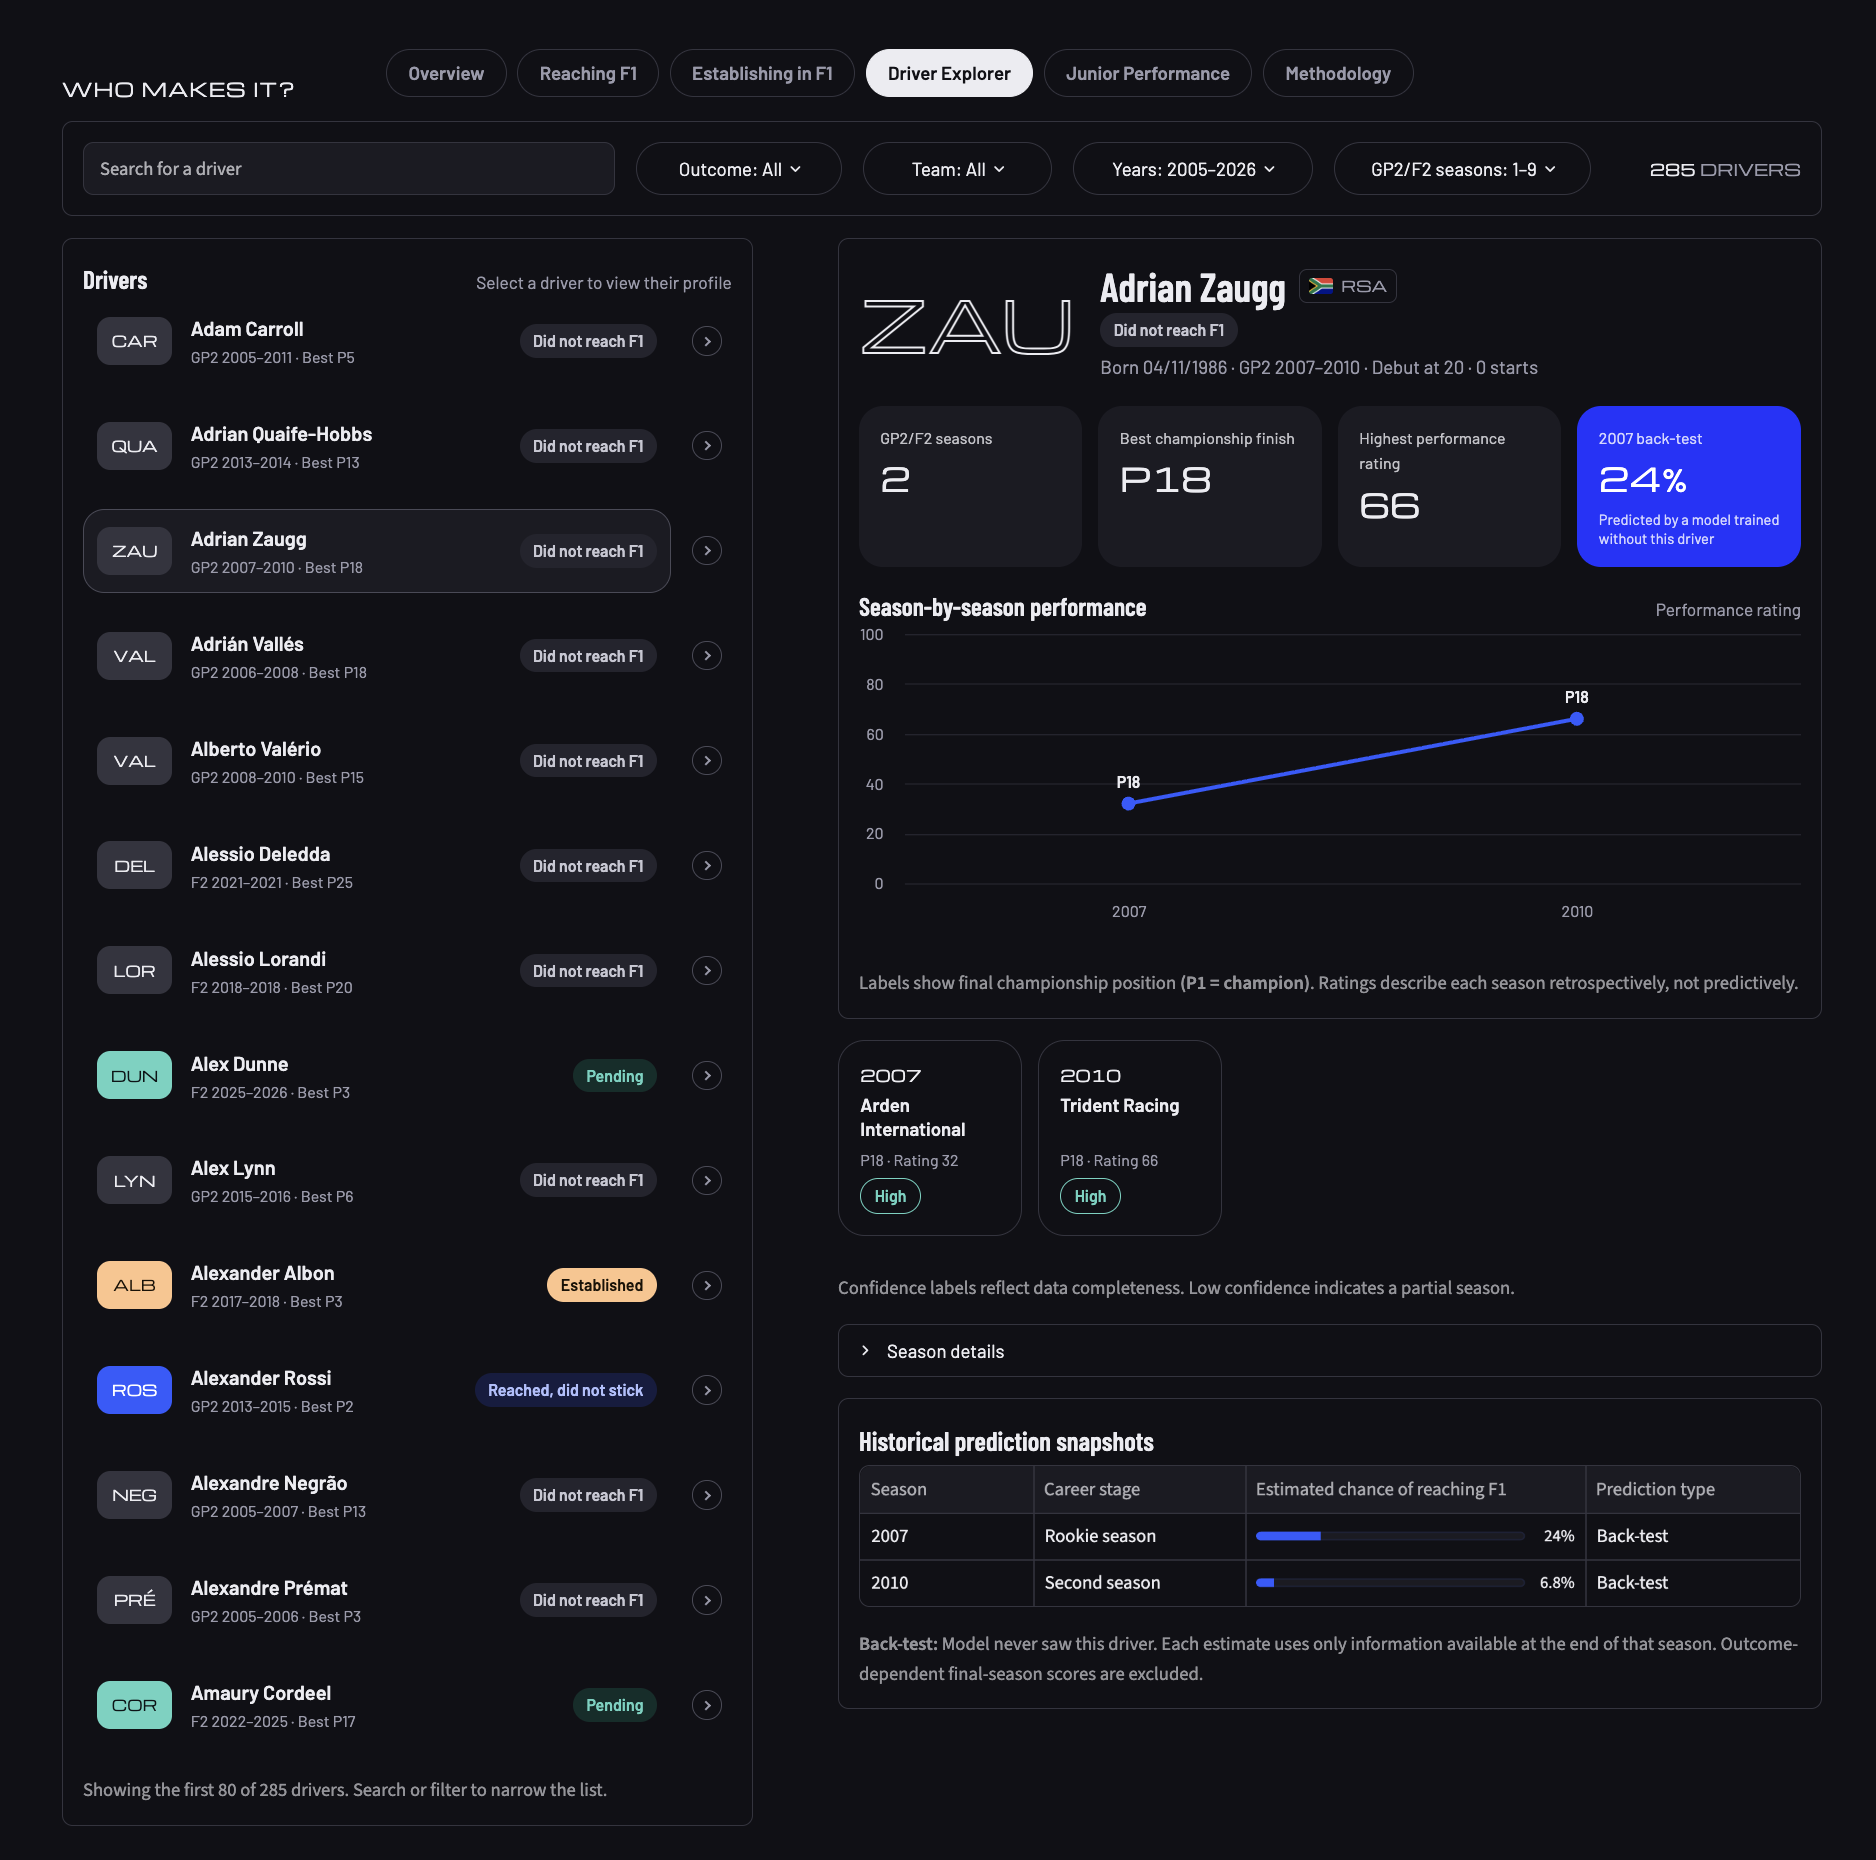 WHO MAKES IT?
Overview
Reaching F1
Establishing in F1
Driver Explorer
Junior Performance
Methodology
Search for a driver
Outcome: All
Team: All
Years: 2005–2026
GP2/F2 seasons: 1–9
285 DRIVERS
Drivers
Select a driver to view their profile
CAR
Adam Carroll
GP2 2005–2011 · Best P5
Did not reach F1
QUA
Adrian Quaife-Hobbs
GP2 2013–2014 · Best P13
Did not reach F1
ZAU
Adrian Zaugg
GP2 2007–2010 · Best P18
Did not reach F1
VAL
Adrián Vallés
GP2 2006–2008 · Best P18
Did not reach F1
VAL
Alberto Valério
GP2 2008–2010 · Best P15
Did not reach F1
DEL
Alessio Deledda
F2 2021–2021 · Best P25
Did not reach F1
LOR
Alessio Lorandi
F2 2018–2018 · Best P20
Did not reach F1
DUN
Alex Dunne
F2 2025–2026 · Best P3
Pending
LYN
Alex Lynn
GP2 2015–2016 · Best P6
Did not reach F1
ALB
Alexander Albon
F2 2017–2018 · Best P3
Established
ROS
Alexander Rossi
GP2 2013–2015 · Best P2
Reached, did not stick
NEG
Alexandre Negrão
GP2 2005–2007 · Best P13
Did not reach F1
PRÉ
Alexandre Prémat
GP2 2005–2006 · Best P3
Did not reach F1
COR
Amaury Cordeel
F2 2022–2025 · Best P17
Pending
Showing the first 80 of 285 drivers. Search or filter to narrow the list.
ZAU
Adrian Zaugg
RSA
Did not reach F1
Born 04/11/1986 · GP2 2007–2010 · Debut at 20 · 0 starts
GP2/F2 seasons
2
Best championship finish
P18
Highest performance
rating
66
2007 back-test
24%
Predicted by a model trained
without this driver
Season-by-season performance
Performance rating
100
80
60
40
20
0
P18
P18
2007
2010
Labels show final championship position (P1 = champion). Ratings describe each season retrospectively, not predictively.
2007
Arden
International
P18 · Rating 32
High
2010
Trident Racing
P18 · Rating 66
High
Confidence labels reflect data completeness. Low confidence indicates a partial season.
Season details
Historical prediction snapshots
Season
Career stage
Estimated chance of reaching F1
Prediction type
2007
Rookie season
24%
Back-test
2010
Second season
6.8%
Back-test
Back-test: Model never saw this driver. Each estimate uses only information available at the end of that season. Outcome-
dependent final-season scores are excluded.